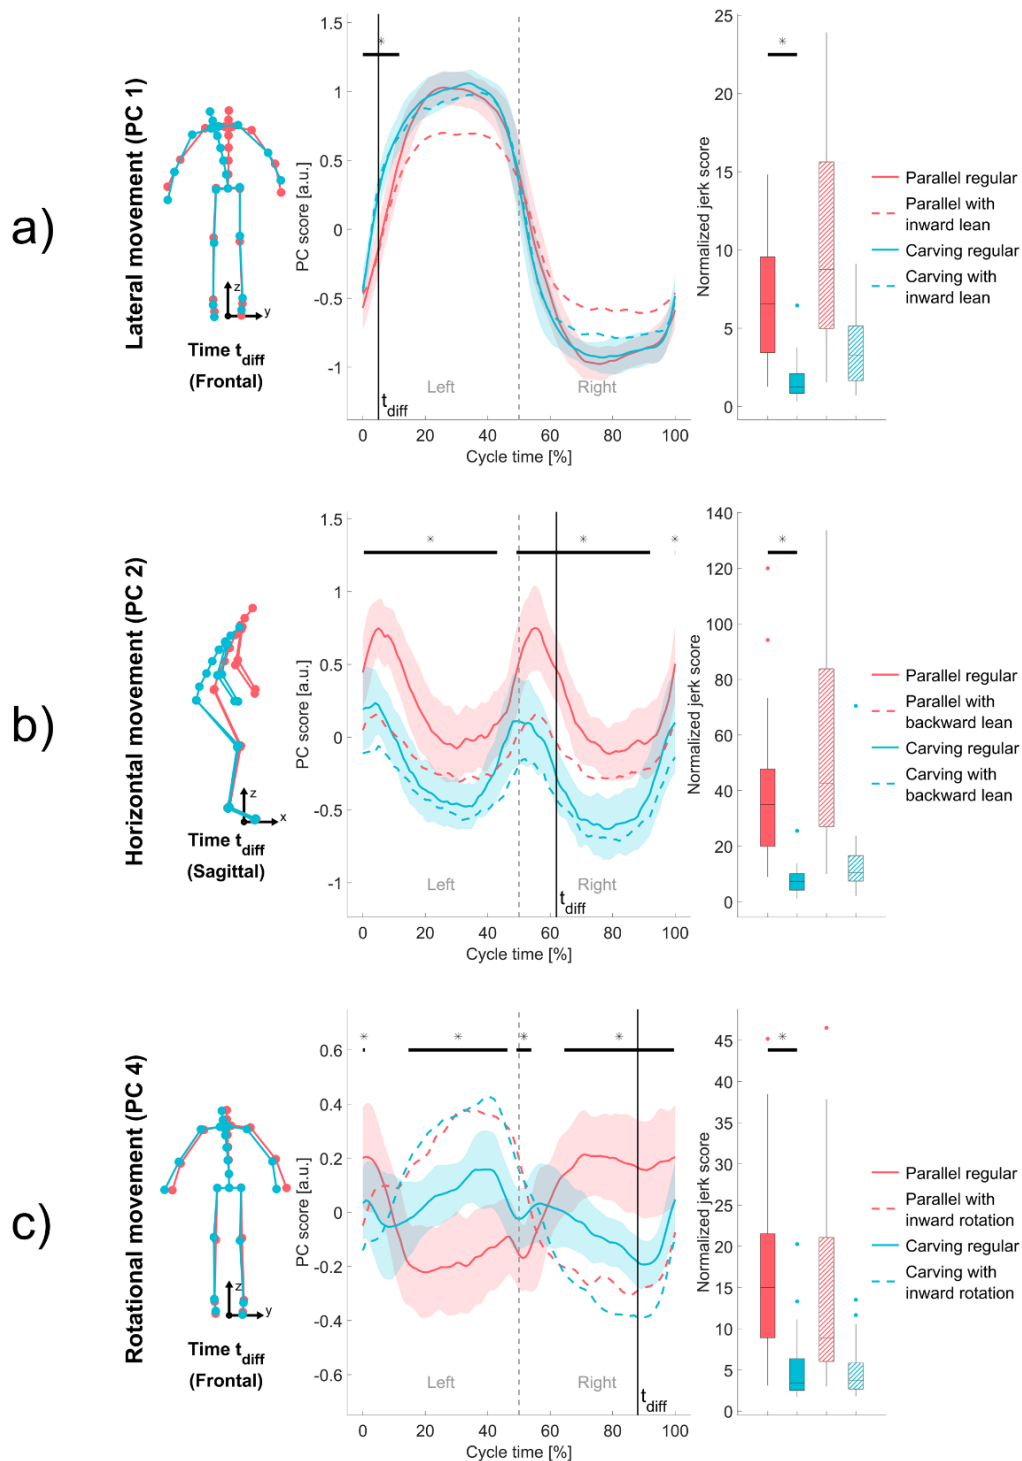 a)
Lateral movement (PC 1)
z
y
Time t_diff
(Frontal)
PC score [a.u.]
1.5
1
0.5
0
-0.5
-1
*
Left
Right
t_diff
0 20 40 60 80 100
Cycle time [%]
Normalized jerk score
25
20
15
10
5
0
*
Parallel regular
Parallel with
inward lean
Carving regular
Carving with
inward lean
b)
Horizontal movement (PC 2)
z
x
Time t_diff
(Sagittal)
PC score [a.u.]
1.5
1
0.5
0
-0.5
-1
* * *
Left
Right
t_diff
0 20 40 60 80 100
Cycle time [%]
Normalized jerk score
140
120
100
80
60
40
20
0
*
Parallel regular
Parallel with
backward lean
Carving regular
Carving with
backward lean
c)
Rotational movement (PC 4)
z
y
Time t_diff
(Frontal)
PC score [a.u.]
0.6
0.4
0.2
0
-0.2
-0.4
-0.6
* * * *
Left
Right
t_diff
0 20 40 60 80 100
Cycle time [%]
Normalized jerk score
45
40
35
30
25
20
15
10
5
0
*
Parallel regular
Parallel with
inward rotation
Carving regular
Carving with
inward rotation